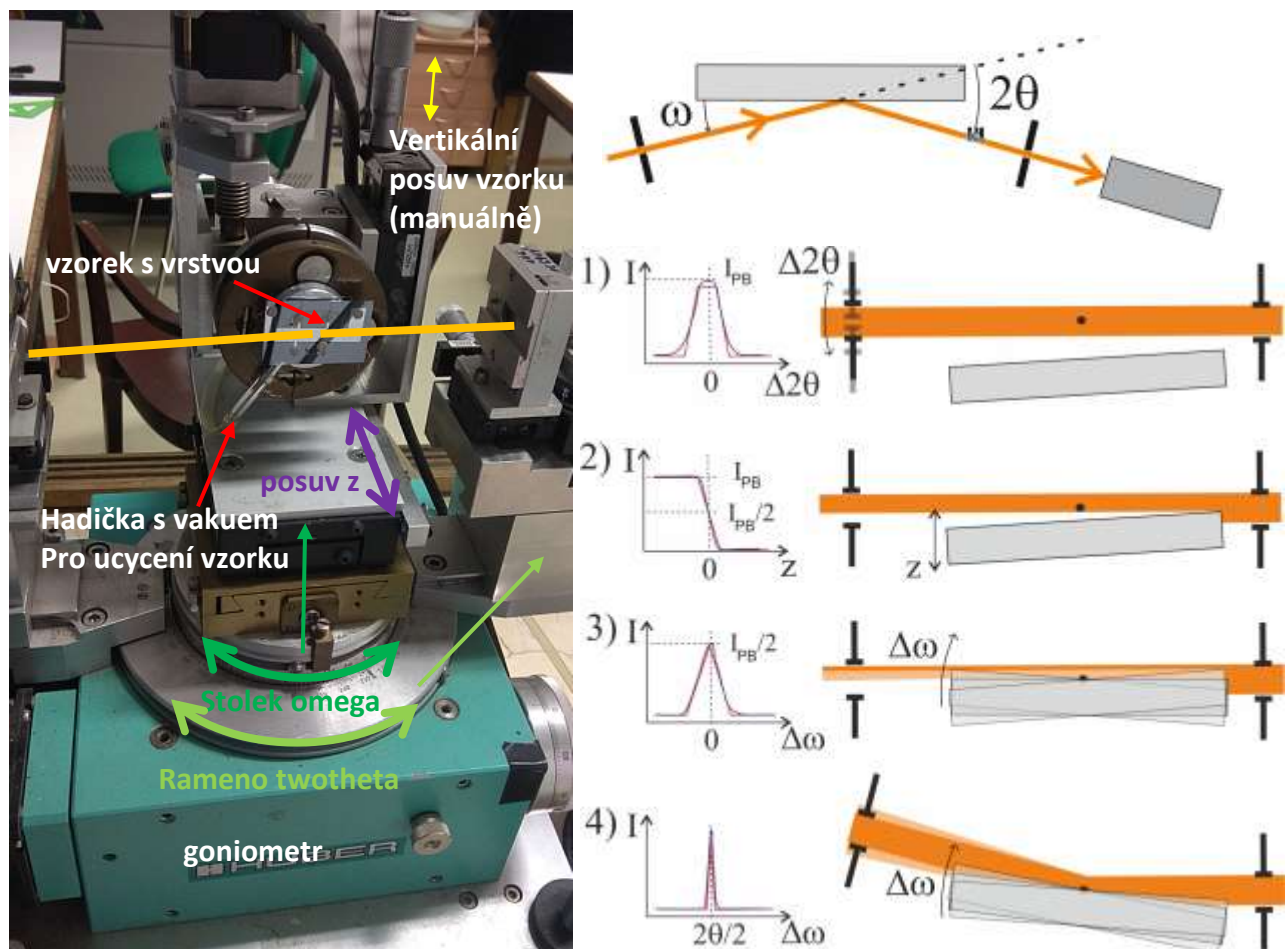 Vertikální
posuv vzorku
(manuálně)
vzorek s vrstvou
posuv z
Hadička s vakuem
Pro ucycení vzorku
Stolek omega
Rameno twotheta
goniometr
HUBER
ω
2θ
1) I
I_PB
0
Δ2θ
Δ2θ
2) I
I_PB
I_PB/2
0
z
z
3) I
I_PB/2
0
Δω
Δω
4) I
2θ/2
Δω
Δω